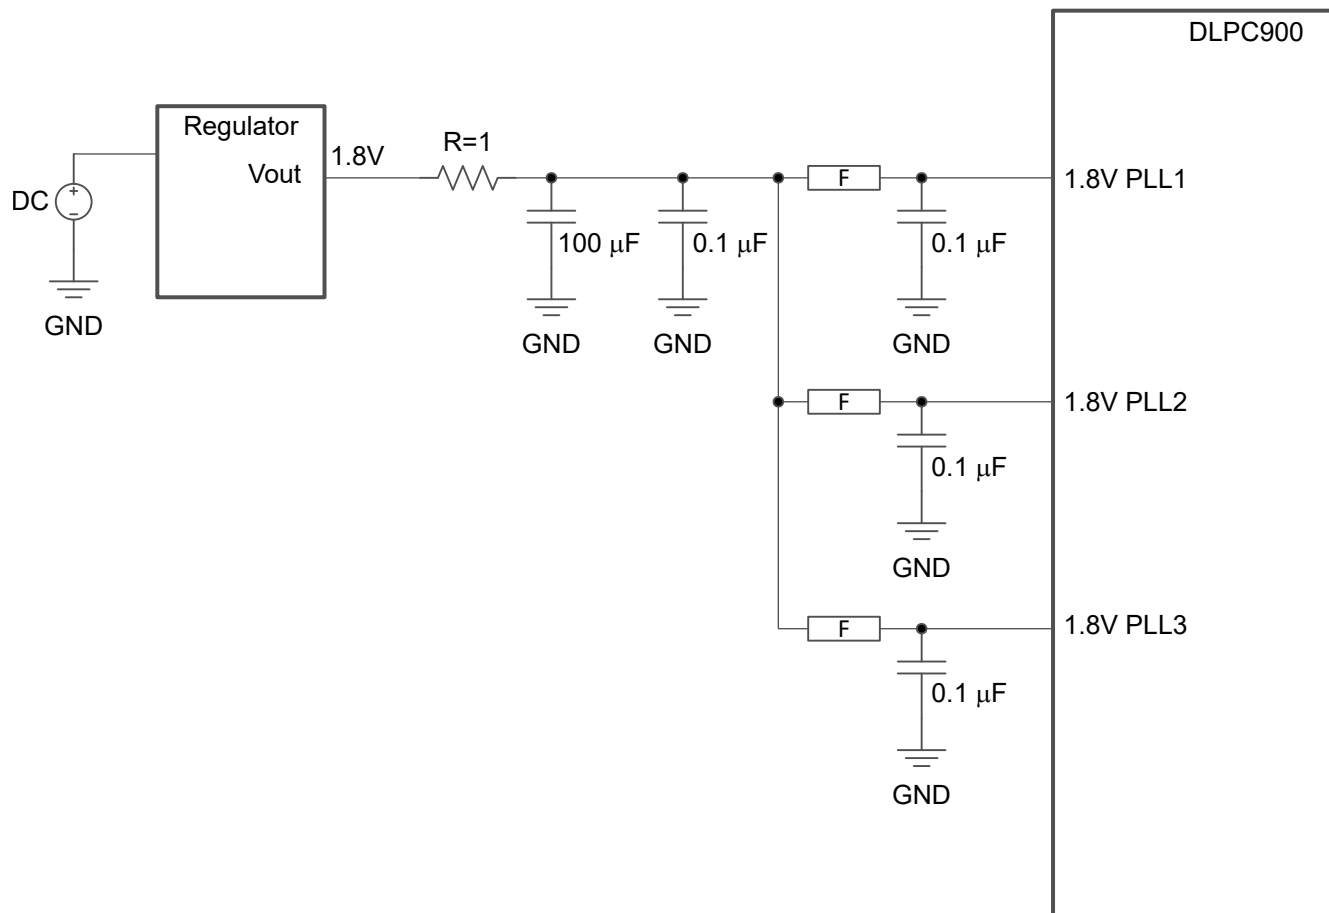 DLPC900
Regulator
Vout
1.8V
R=1
DC
GND
100 μF
0.1 μF
GND
GND
F
1.8V PLL1
0.1 μF
GND
F
1.8V PLL2
0.1 μF
GND
F
1.8V PLL3
0.1 μF
GND